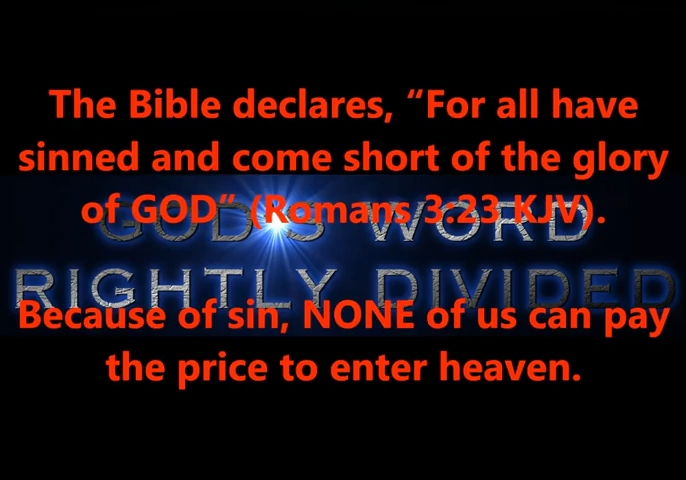 The Bible declares, “For all have
sinned and come short of the glory
of GOD” (Romans 3:23 KJV).
GOD'S WORD
RIGHTLY DIVIDED
Because of sin, NONE of us can pay
the price to enter heaven.